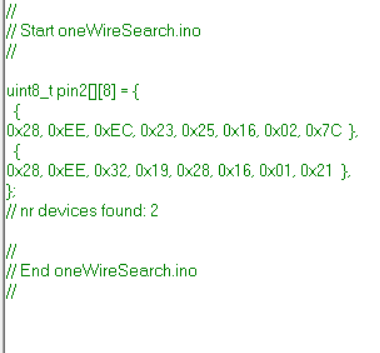 //
// Start oneWireSearch.ino
//
uint8_t pin2[][8] = {
{
0x28, 0xEE, 0xEC, 0x23, 0x25, 0x16, 0x02, 0x7C },
{
0x28, 0xEE, 0x32, 0x19, 0x28, 0x16, 0x01, 0x21 },
};
// nr devices found: 2
//
// End oneWireSearch.ino
//